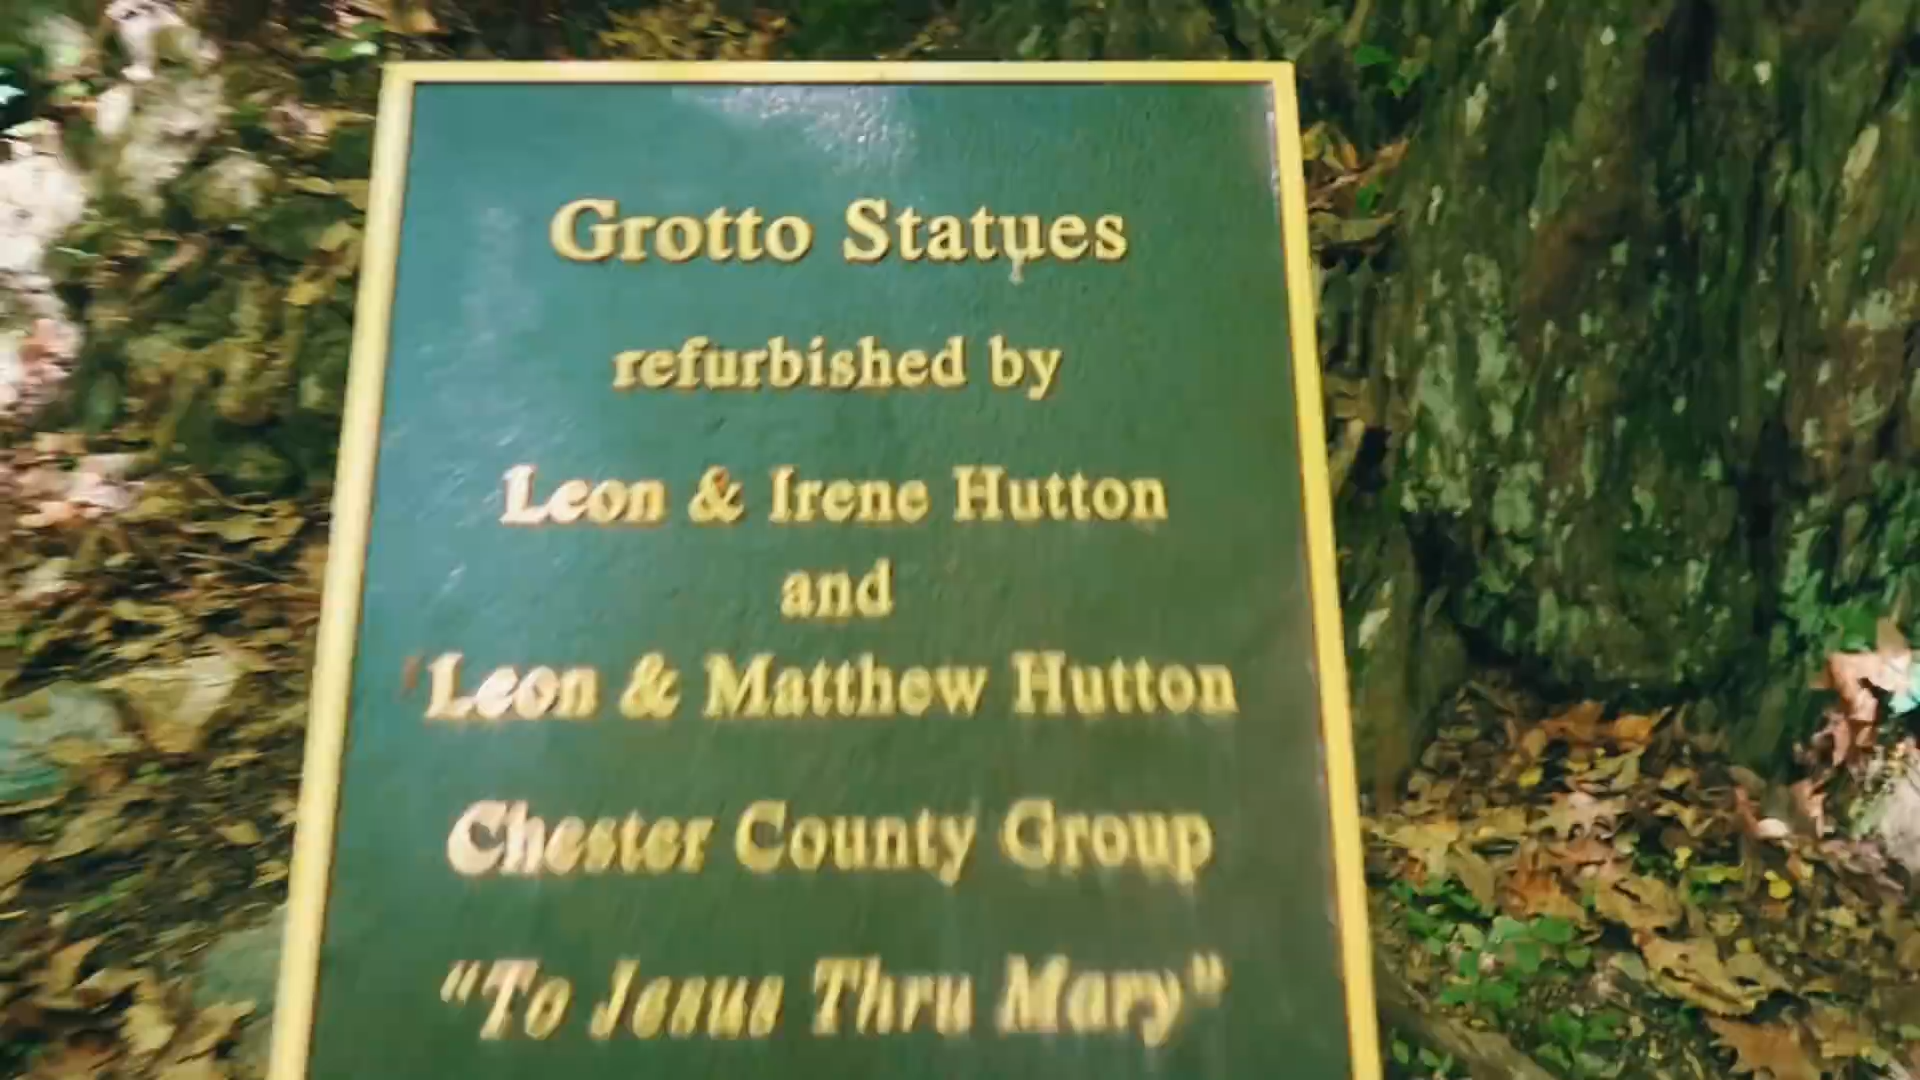 Grotto Statues
refurbished by
Leon & Irene Hutton
and
Leon & Matthew Hutton
Chester County Group
"To Jesus Thru Mary"